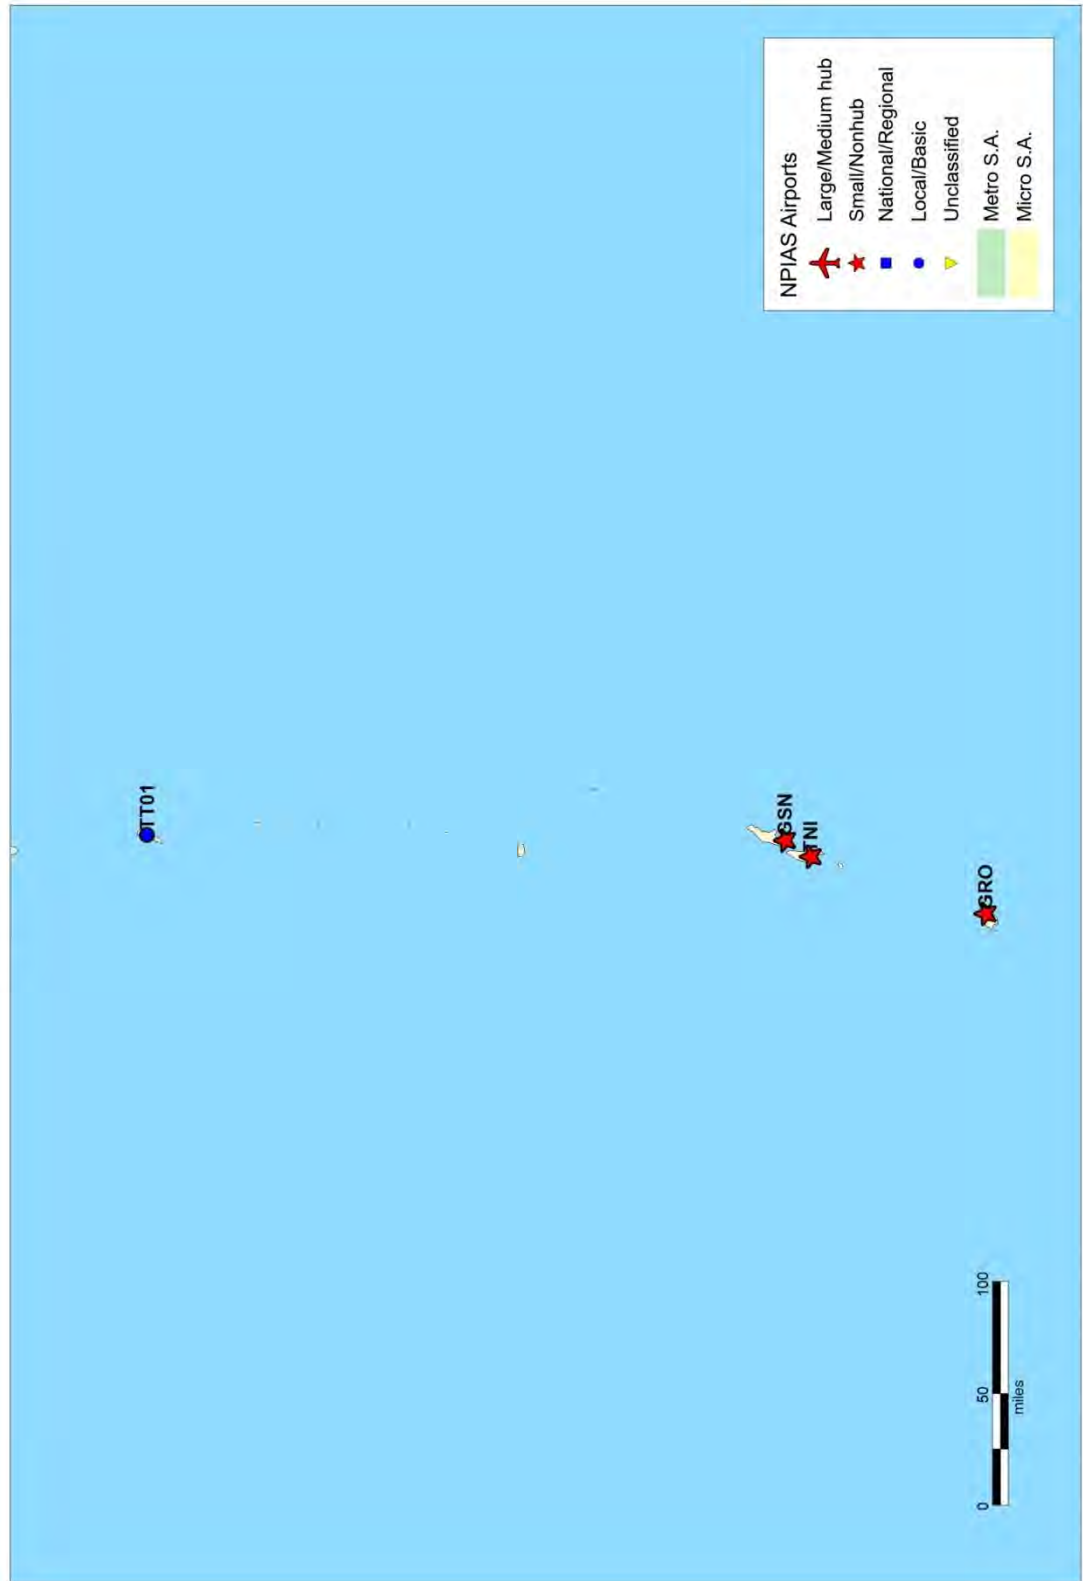 TT01
GSN
TNI
GRO
NPIAS Airports
Large/Medium hub
Small/Nonhub
National/Regional
Local/Basic
Unclassified
Metro S.A.
Micro S.A.
0 50 100
miles